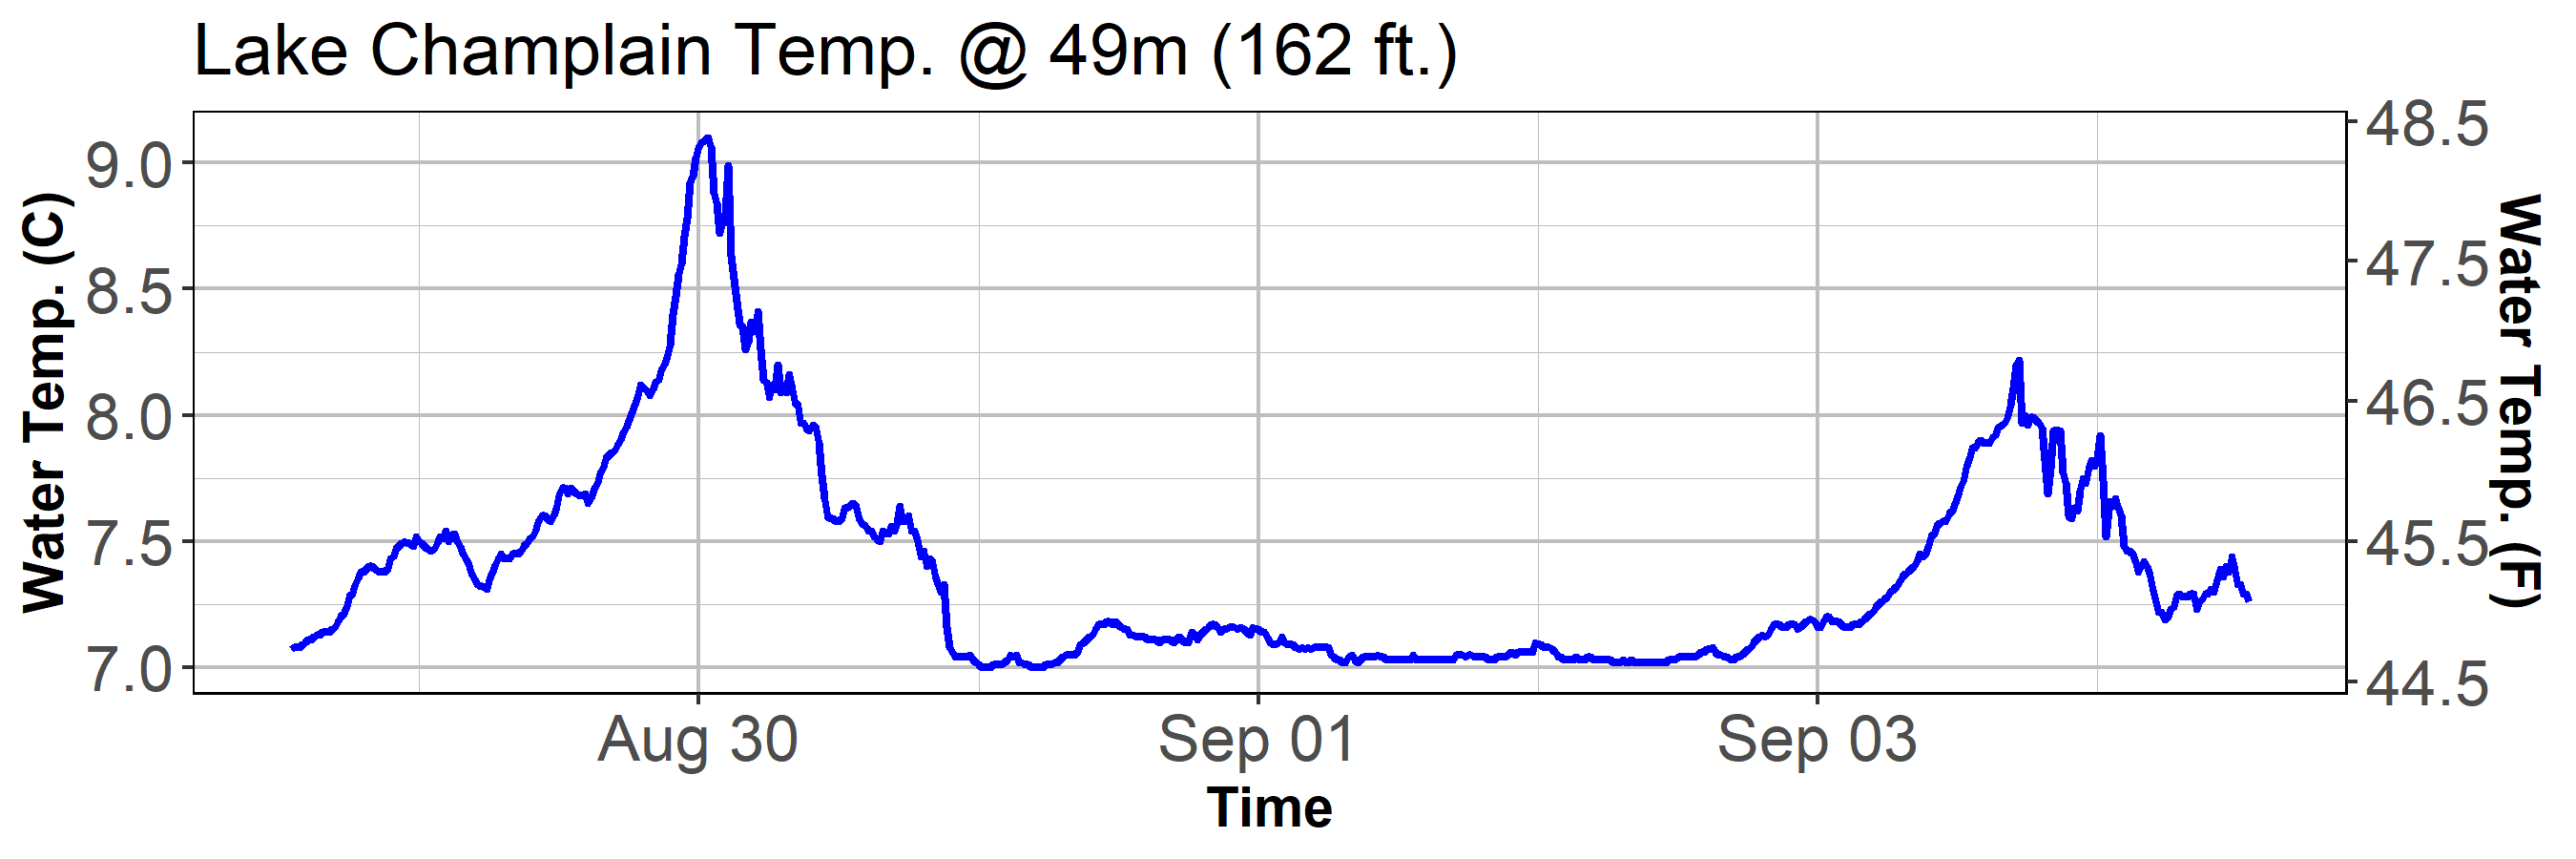 Lake Champlain Temp. @ 49m (162 ft.)
Water Temp. (C)
9.0
8.5
8.0
7.5
7.0
48.5
47.5
46.5
45.5
44.5
Water Temp. (F)
Aug 30 Sep 01 Sep 03
Time